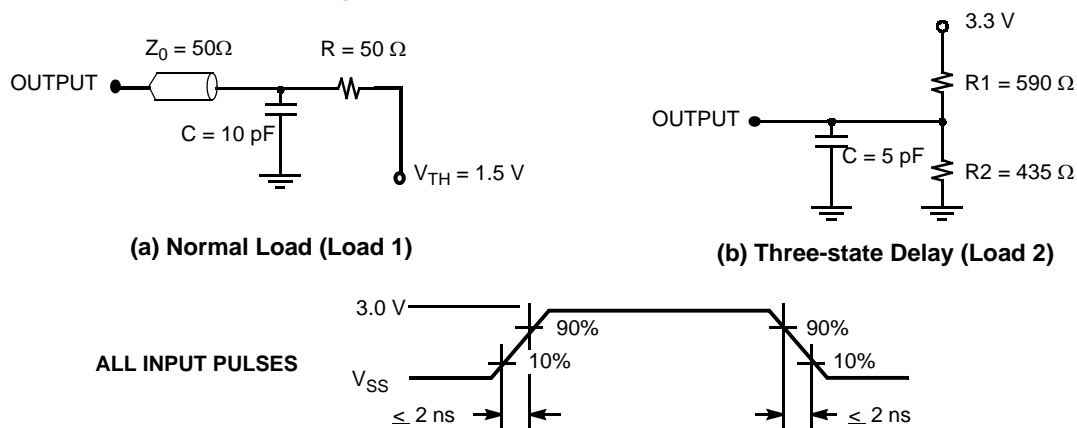 Z0 = 50Ω
R = 50 Ω
OUTPUT
C = 10 pF
VTH = 1.5 V
(a) Normal Load (Load 1)
3.3 V
R1 = 590 Ω
OUTPUT
C = 5 pF
R2 = 435 Ω
(b) Three-state Delay (Load 2)
3.0 V
90%
90%
ALL INPUT PULSES
10%
10%
VSS
≤ 2 ns
≤ 2 ns